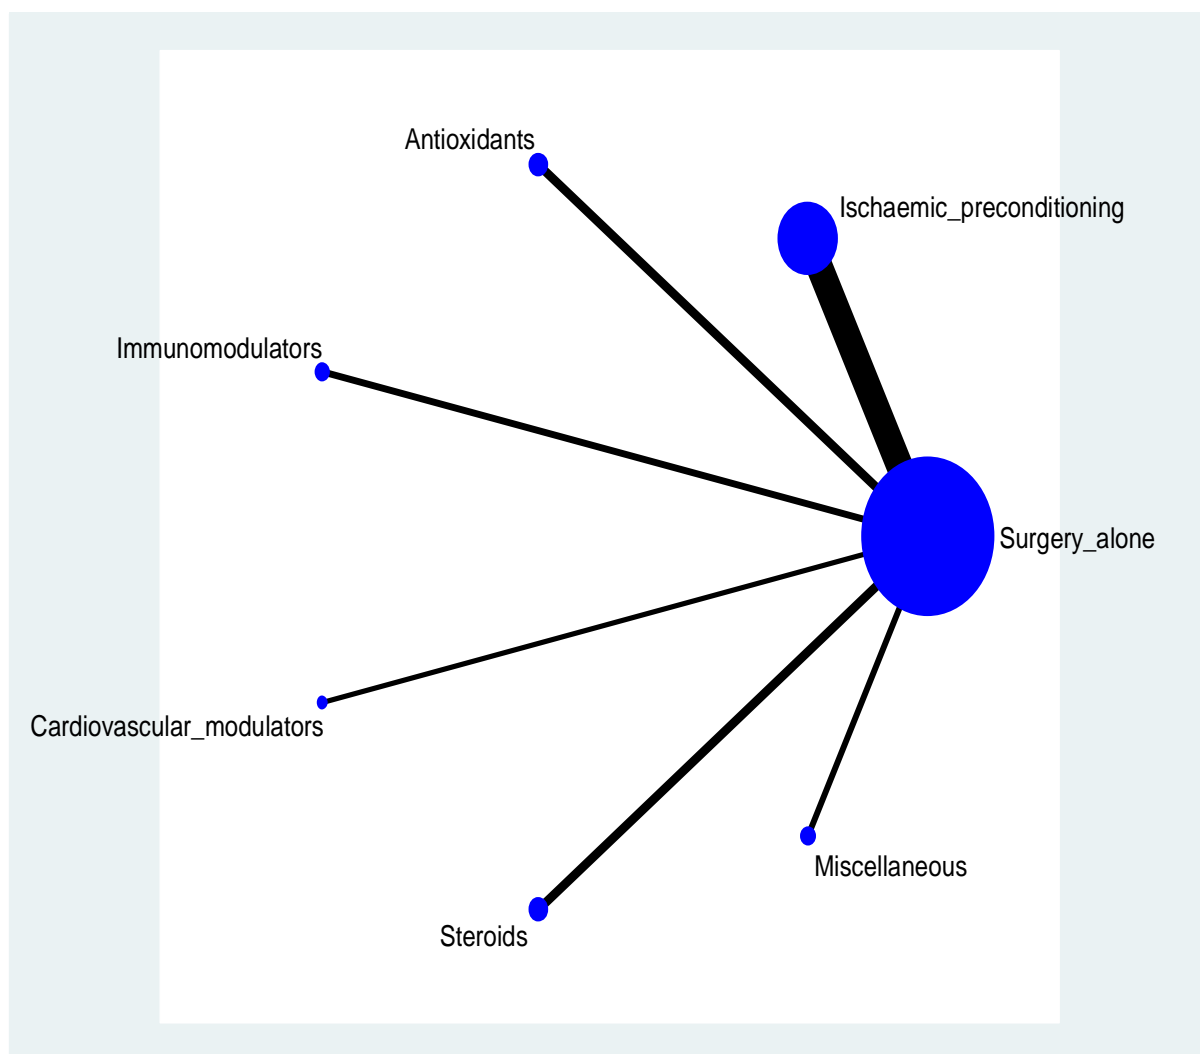 Antioxidants
Ischaemic_preconditioning
Immunomodulators
Surgery_alone
Cardiovascular_modulators
Miscellaneous
Steroids